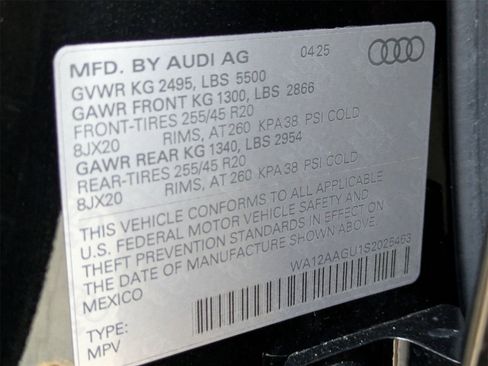 MFD. BY AUDI AG 04-25
GVWR KG 2495, LBS 5500
GAWR FRONT KG 1300, LBS 2866
FRONT-TIRES 255/45 R20
8JX20 RIMS, AT 260 KPA 38 PSI COLD
GAWR REAR KG 1340, LBS 2954
REAR-TIRES 255/45 R20
8JX20 RIMS, AT 260 KPA 38 PSI COLD
THIS VEHICLE CONFORMS TO ALL APPLICABLE
U.S. FEDERAL MOTOR VEHICLE SAFETY AND
THEFT PREVENTION STANDARDS IN EFFECT ON
THE DATE OF MANUFACTURE SHOWN ABOVE.
MEXICO
WA12AAGU1S2025463
TYPE:
MPV